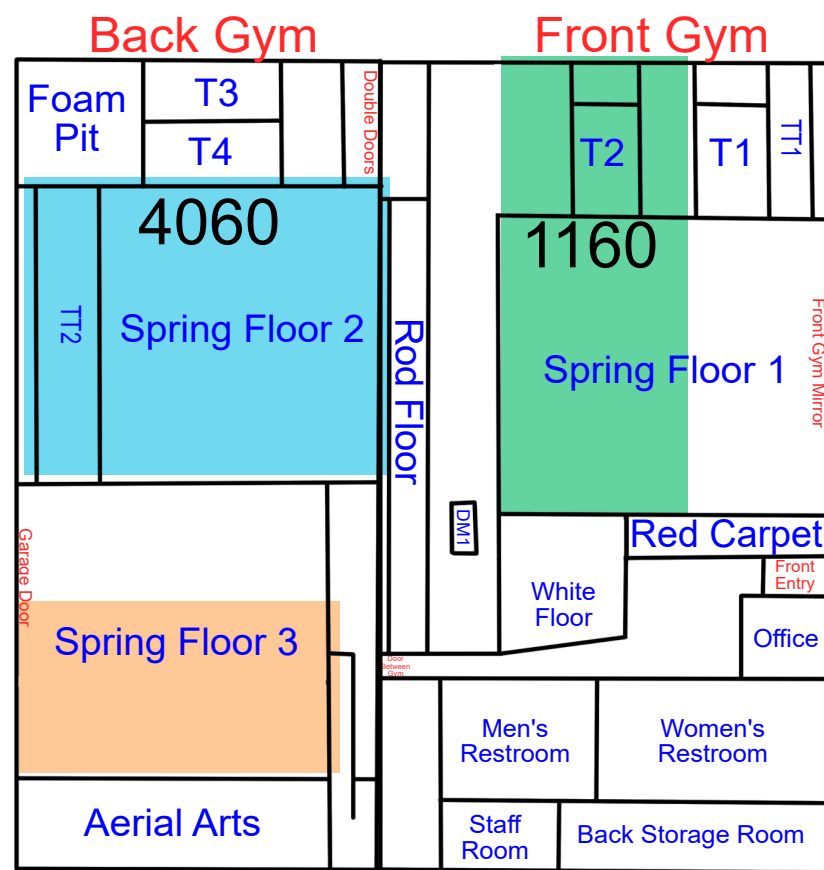 Back Gym
Front Gym
Foam
Pit
T3
T4
Double Doors
T2
T1
TT1
4060
1160
TT2
Spring Floor 2
Rod Floor
Spring Floor 1
Front Gym Mirror
DM1
Red Carpet
Garage Door
White
Floor
Front
Entry
Spring Floor 3
Office
Door
Between
Gym
Men's
Restroom
Women's
Restroom
Aerial Arts
Staff
Room
Back Storage Room